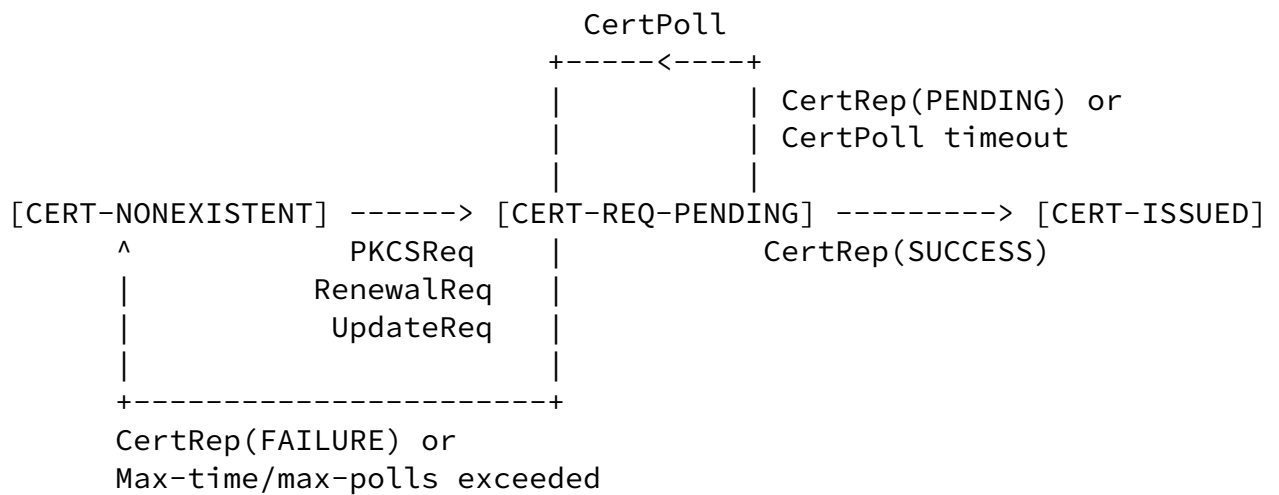 CertPoll
+-----<----+
|          | CertRep(PENDING) or
|          | CertPoll timeout
|          |
[CERT-NONEXISTENT] ------> [CERT-REQ-PENDING] ---------> [CERT-ISSUED]
^            PKCSReq    |           CertRep(SUCCESS)
|          RenewalReq   |
|           UpdateReq   |
|                       |
+-----------------------+
CertRep(FAILURE) or
Max-time/max-polls exceeded